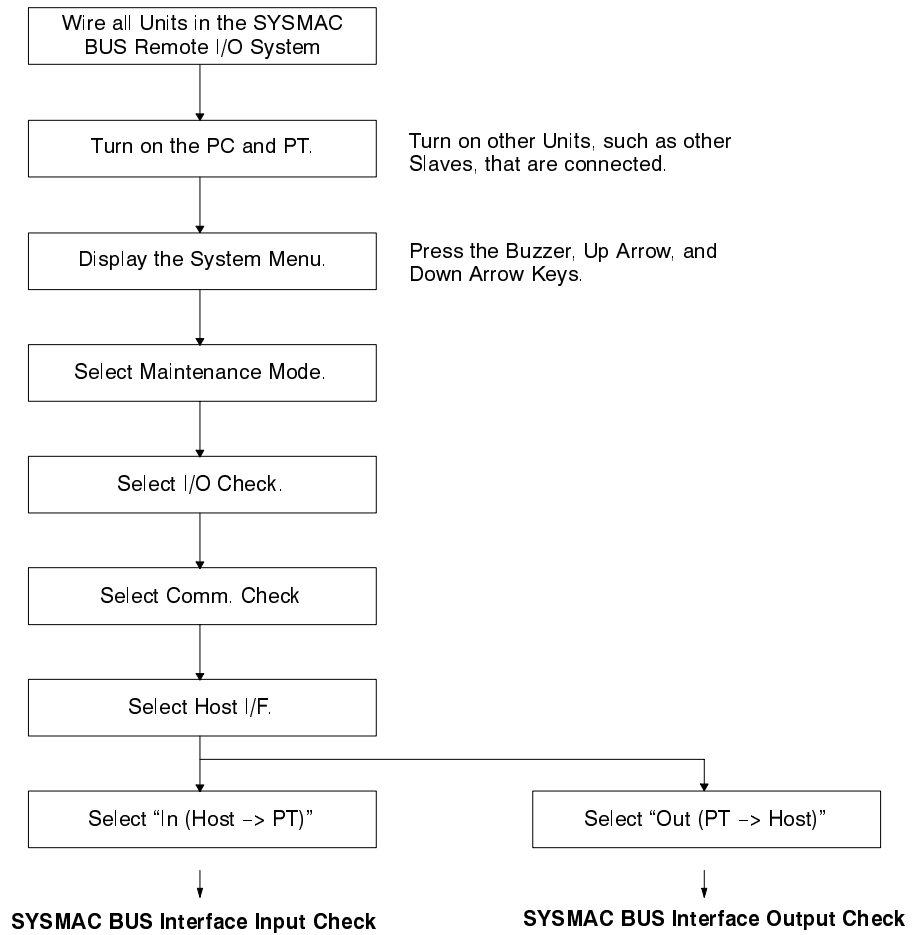 Wire all Units in the SYSMAC
BUS Remote I/O System
Turn on the PC and PT.
Turn on other Units, such as other
Slaves, that are connected.
Display the System Menu.
Press the Buzzer, Up Arrow, and
Down Arrow Keys.
Select Maintenance Mode.
Select I/O Check.
Select Comm. Check
Select Host I/F.
Select “In (Host –> PT)”
Select “Out (PT –> Host)”
SYSMAC BUS Interface Input Check
SYSMAC BUS Interface Output Check